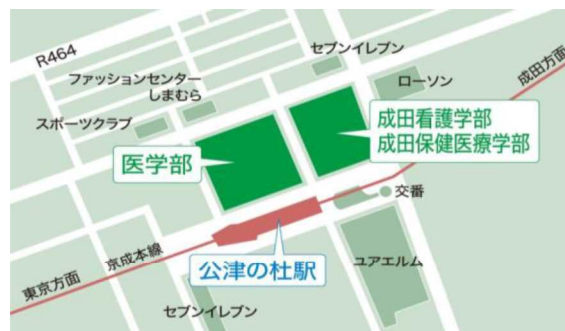 R464
セブンイレブン
成田方面
ファッションセンター
しまむら
ローソン
スポーツクラブ
成田看護学部
成田保健医療学部
医学部
交番
京成本線
公津の杜駅
ユアエルム
東京方面
セブンイレブン